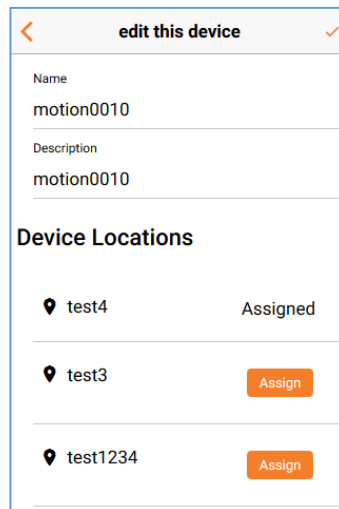 edit this device
Name
motion0010
Description
motion0010
Device Locations
test4 Assigned
test3 Assign
test1234 Assign